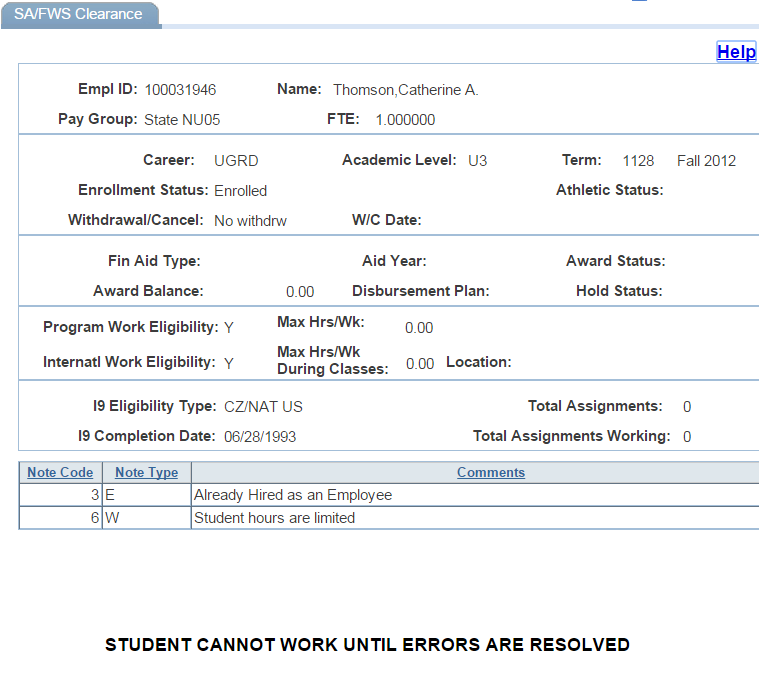 SA/FWS Clearance
Help
Empl ID: 100031946 Name: Thomson,Catherine A.
Pay Group: State NU05 FTE: 1.000000
Career: UGRD Academic Level: U3 Term: 1128 Fall 2012
Enrollment Status: Enrolled Athletic Status:
Withdrawal/Cancel: No withdrw W/C Date:
Fin Aid Type: Aid Year: Award Status:
Award Balance: 0.00 Disbursement Plan: Hold Status:
Program Work Eligibility: Y Max Hrs/Wk: 0.00
Internatl Work Eligibility: Y Max Hrs/Wk During Classes: 0.00 Location:
I9 Eligibility Type: CZ/NAT US Total Assignments: 0
I9 Completion Date: 06/28/1993 Total Assignments Working: 0
Note Code Note Type Comments
3 E Already Hired as an Employee
6 W Student hours are limited
STUDENT CANNOT WORK UNTIL ERRORS ARE RESOLVED